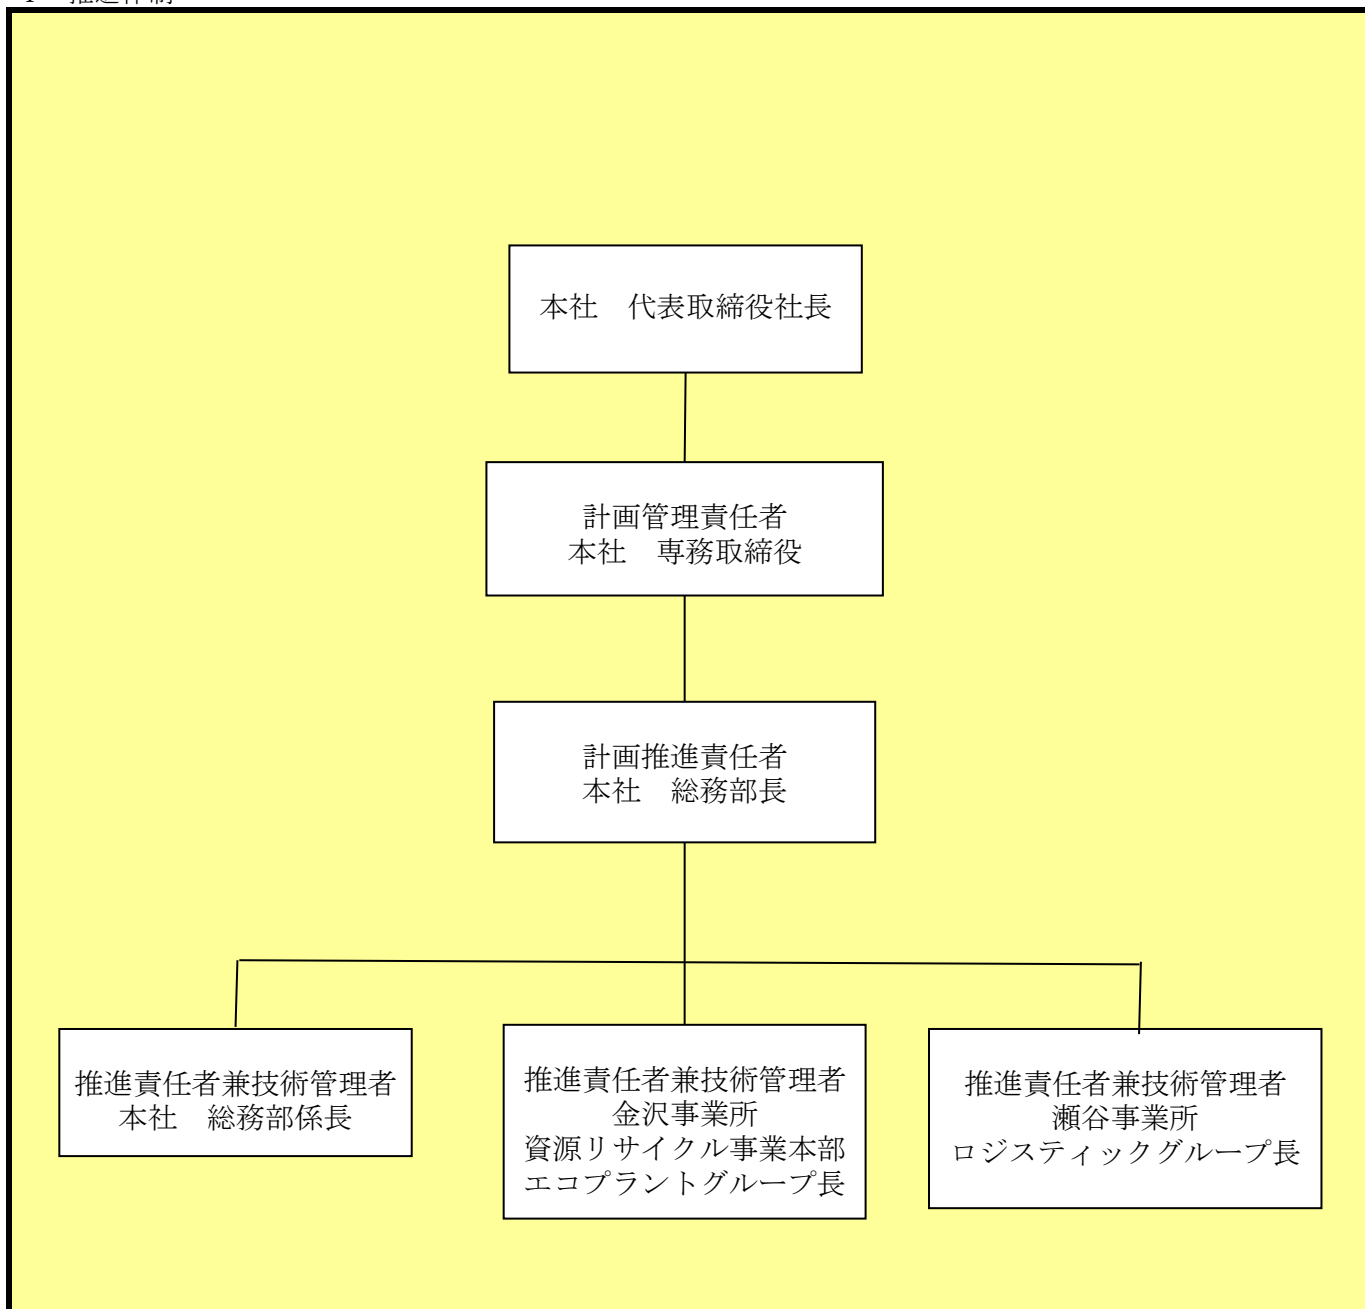 本社　代表取締役社長
計画管理責任者
本社　専務取締役
計画推進責任者
本社　総務部長
推進責任者兼技術管理者
本社　総務部係長
推進責任者兼技術管理者
金沢事業所
資源リサイクル事業本部
エコプラントグループ長
推進責任者兼技術管理者
瀬谷事業所
ロジスティックグループ長